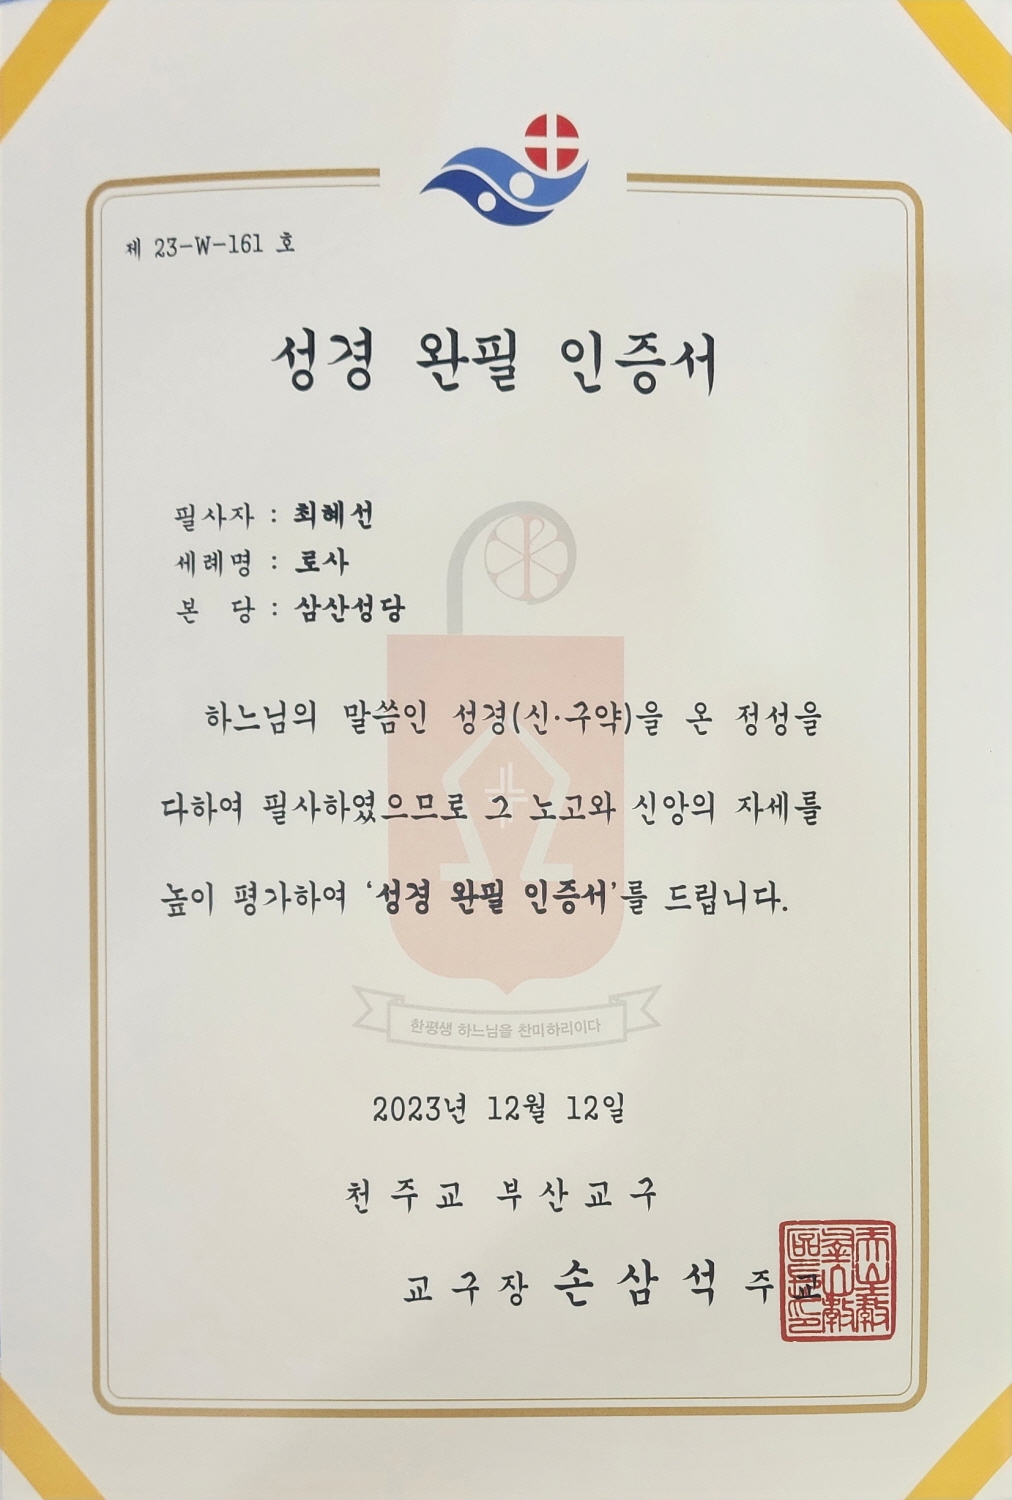 제 23-W-161 호
성경 완필 인증서
필사자 : 최혜선
세례명 : 로사
본 당 : 삼산성당
하느님의 말씀인 성경(신·구약)을 온 정성을
다하여 필사하였으므로 그 노고와 신앙의 자세를
높이 평가하여 ‘성경 완필 인증서’를 드립니다.
한평생 하느님을 찬미하리이다
2023년 12월 12일
천 주 교 부 산 교 구
교 구 장 손 삼 석 주 교